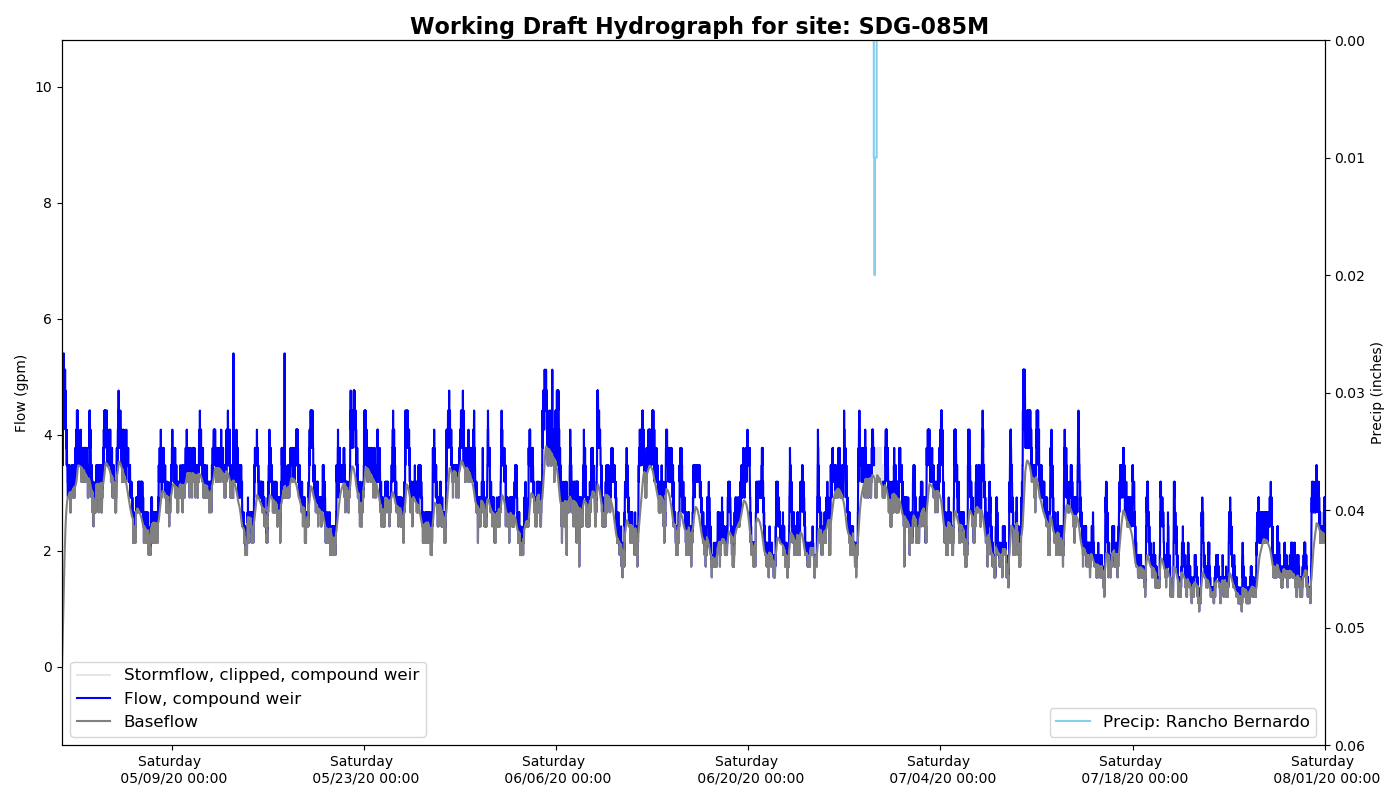 Working Draft Hydrograph for site: SDG-085M
10
8
6
4
2
0
Flow (gpm)
0.00
0.01
0.02
0.03
0.04
0.05
0.06
Precip (inches)
Stormflow, clipped, compound weir
Flow, compound weir
Baseflow
Precip: Rancho Bernardo
Saturday
05/09/20 00:00
Saturday
05/23/20 00:00
Saturday
06/06/20 00:00
Saturday
06/20/20 00:00
Saturday
07/04/20 00:00
Saturday
07/18/20 00:00
Saturday
08/01/20 00:00